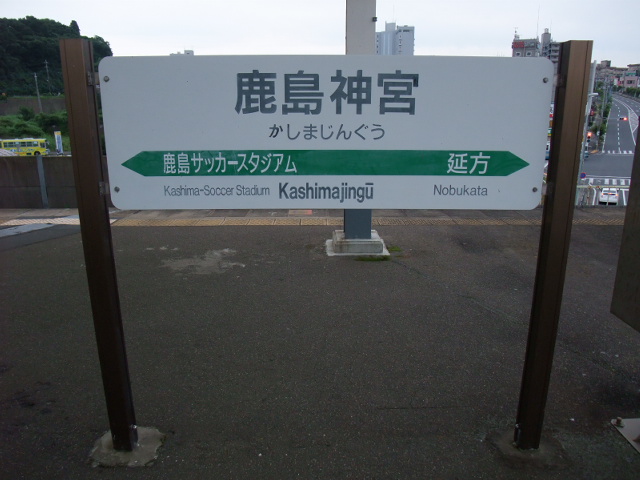 鹿島神宮
かしまじんぐう
鹿島サッカースタジアム 延方
Kashima-Soccer Stadium Kashimajingū Nobukata